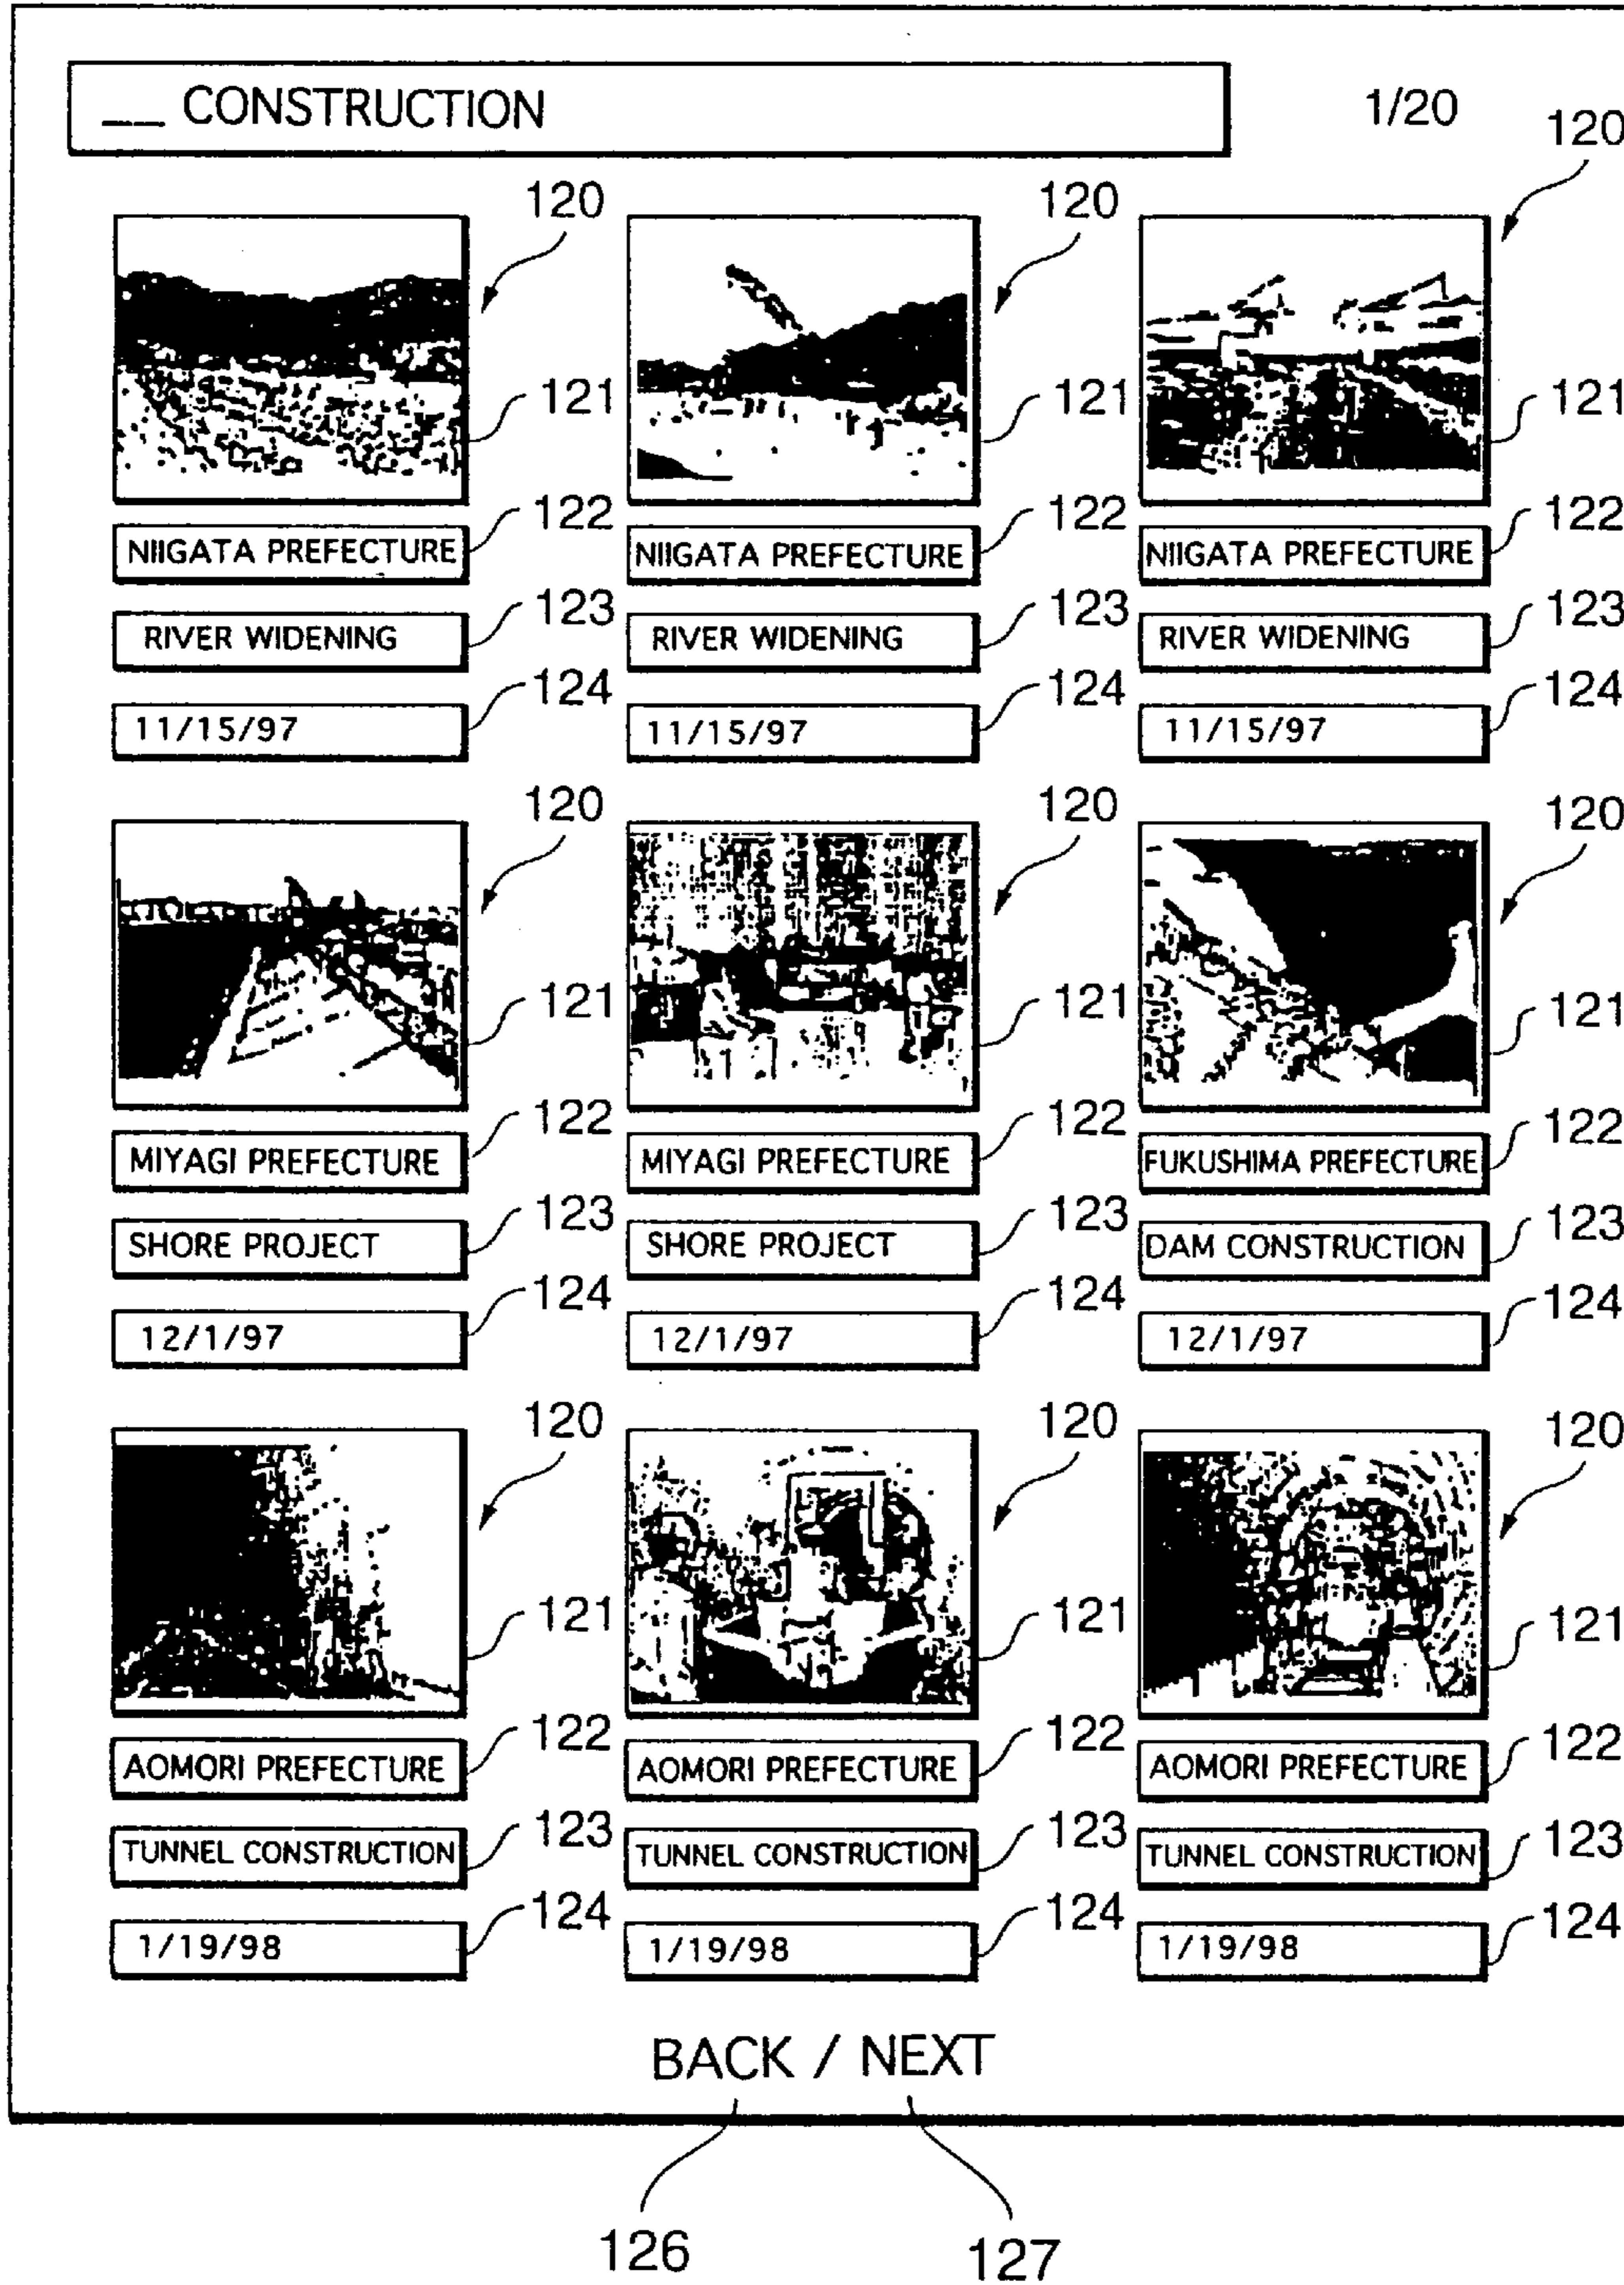 __ CONSTRUCTION 1/20
120 120 120
121 121 121
122 122 122
NIIGATA PREFECTURE NIIGATA PREFECTURE NIIGATA PREFECTURE
123 123 123
RIVER WIDENING RIVER WIDENING RIVER WIDENING
124 124 124
11/15/97 11/15/97 11/15/97
120 120 120
121 121 121
122 122 122
MIYAGI PREFECTURE MIYAGI PREFECTURE FUKUSHIMA PREFECTURE
123 123 123
SHORE PROJECT SHORE PROJECT DAM CONSTRUCTION
124 124 124
12/1/97 12/1/97 12/1/97
120 120 120
121 121 121
122 122 122
AOMORI PREFECTURE AOMORI PREFECTURE AOMORI PREFECTURE
123 123 123
TUNNEL CONSTRUCTION TUNNEL CONSTRUCTION TUNNEL CONSTRUCTION
124 124 124
1/19/98 1/19/98 1/19/98
BACK / NEXT
126 127